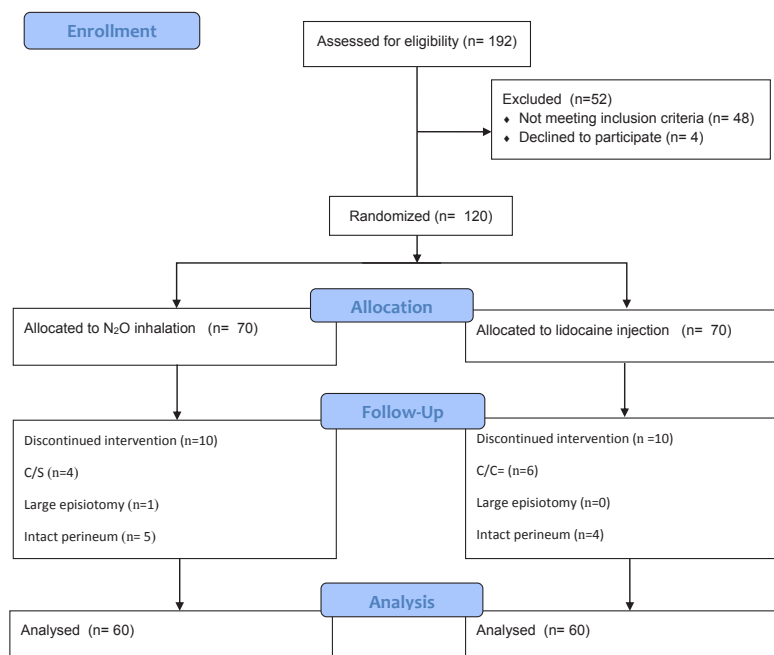 Enrollment
Assessed for eligibility (n= 192)
Excluded (n=52)
♦ Not meeting inclusion criteria (n= 48)
♦ Declined to participate (n= 4)
Randomized (n= 120)
Allocation
Allocated to N₂O inhalation (n= 70)
Allocated to lidocaine injection (n= 70)
Follow-Up
Discontinued intervention (n=10)
C/S (n=4)
Large episiotomy (n=1)
Intact perineum (n= 5)
Discontinued intervention (n =10)
C/C= (n=6)
Large episiotomy (n=0)
Intact perineum (n=4)
Analysis
Analysed (n= 60)
Analysed (n= 60)